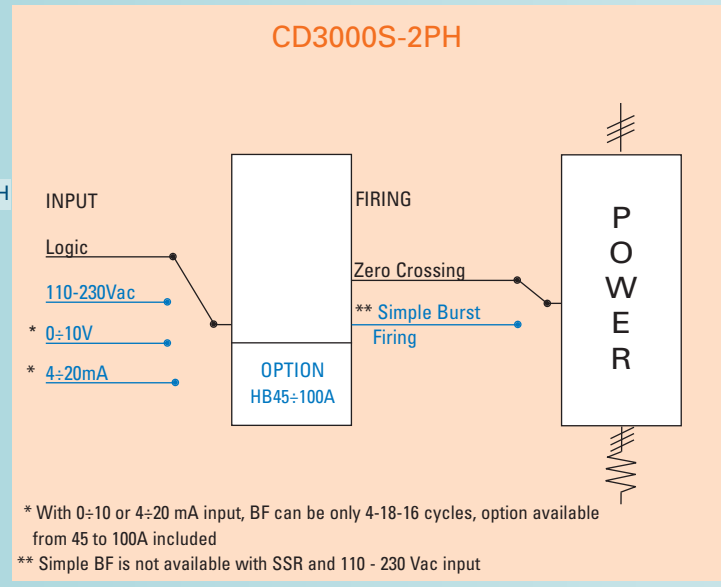 CD3000S-2PH
H
INPUT
FIRING
Logic
Zero Crossing
110-230Vac
** Simple Burst
Firing
* 0÷10V
* 4÷20mA
OPTION
HB45÷100A
P
O
W
E
R
* With 0÷10 or 4÷20 mA input, BF can be only 4-18-16 cycles, option available
from 45 to 100A included
** Simple BF is not available with SSR and 110 - 230 Vac input